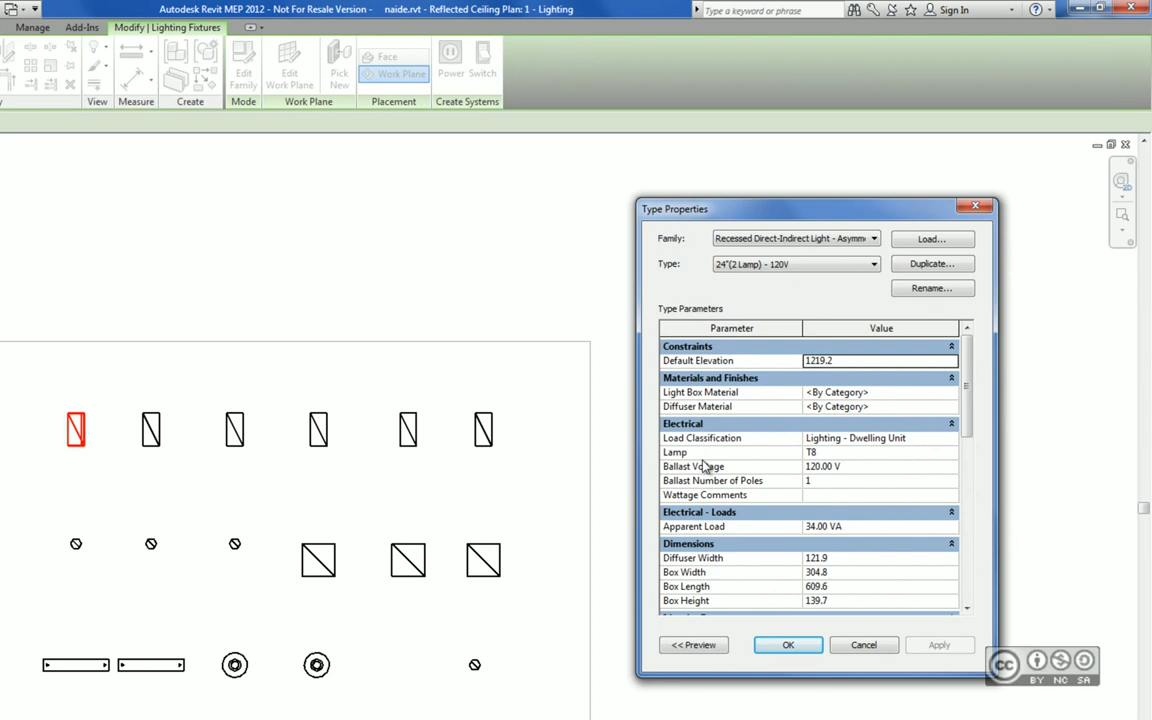 Autodesk Revit MEP 2012 - Not For Resale Version - naide.rvt - Reflected Ceiling Plan: 1 - Lighting
Type a keyword or phrase
Sign In
Manage
Add-Ins
Modify | Lighting Fixtures
Face
Work Plane
Edit
Family
Edit
Work Plane
Pick
New
Power
Switch
View
Measure
Create
Mode
Work Plane
Placement
Create Systems
Type Properties
Family:
Recessed Direct-Indirect Light - Asymm
Load...
Type:
24"(2 Lamp) - 120V
Duplicate...
Rename...
Type Parameters
Parameter
Value
Constraints
Default Elevation
1219.2
Materials and Finishes
Light Box Material
<By Category>
Diffuser Material
<By Category>
Electrical
Load Classification
Lighting - Dwelling Unit
Lamp
T8
Ballast Voltage
120.00 V
Ballast Number of Poles
1
Wattage Comments
Electrical - Loads
Apparent Load
34.00 VA
Dimensions
Diffuser Width
121.9
Box Width
304.8
Box Length
609.6
Box Height
139.7
<< Preview
OK
Cancel
Apply
cc
BY NC SA